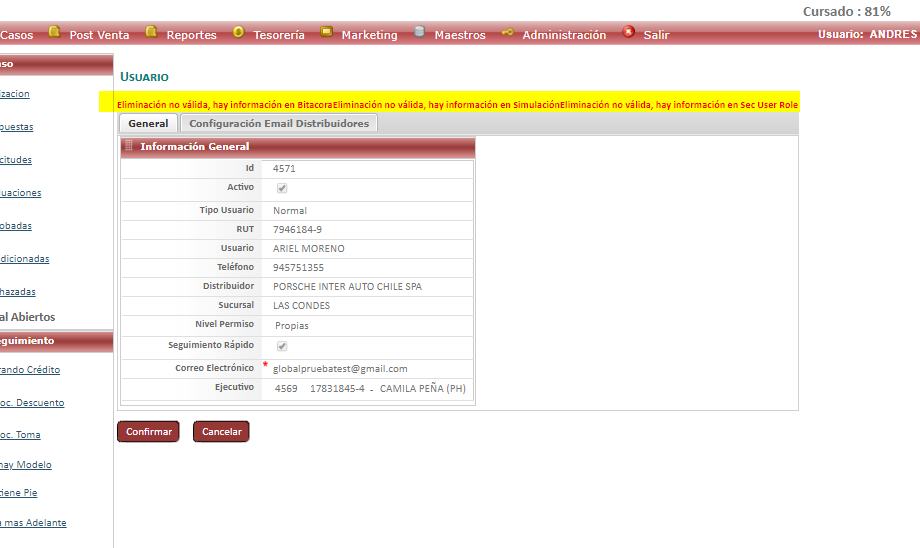 Cursado : 81%
Casos Post Venta Reportes Tesorería Marketing Maestros Administración Salir Usuario: ANDRES
so
izacion
puestas
citudes
uaciones
obadas
dicionadas
hazadas
al Abiertos
eguimiento
rando Crédito
oc. Descuento
oc. Toma
hay Modelo
tiene Pie
a mas Adelante
USUARIO
Eliminación no válida, hay información en BitacoraEliminación no válida, hay información en SimulaciónEliminación no válida, hay información en Sec User Role
General Configuración Email Distribuidores
Información General
Id 4571
Activo
Tipo Usuario Normal
RUT 7946184-9
Usuario ARIEL MORENO
Teléfono 945751355
Distribuidor PORSCHE INTER AUTO CHILE SPA
Sucursal LAS CONDES
Nivel Permiso Propias
Seguimiento Rápido
Correo Electrónico * globalpruebatest@gmail.com
Ejecutivo 4569 17831845-4 - CAMILA PEÑA (PH)
Confirmar Cancelar